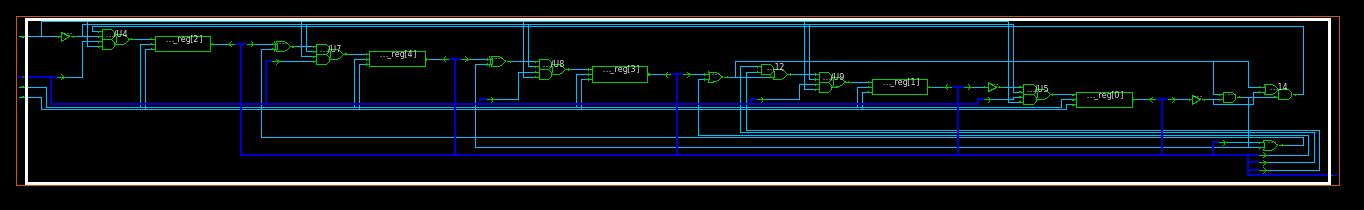 U4
..._reg[2]
U7
..._reg[4]
U8
..._reg[3]
12
U9
..._reg[1]
U5
..._reg[0]
14